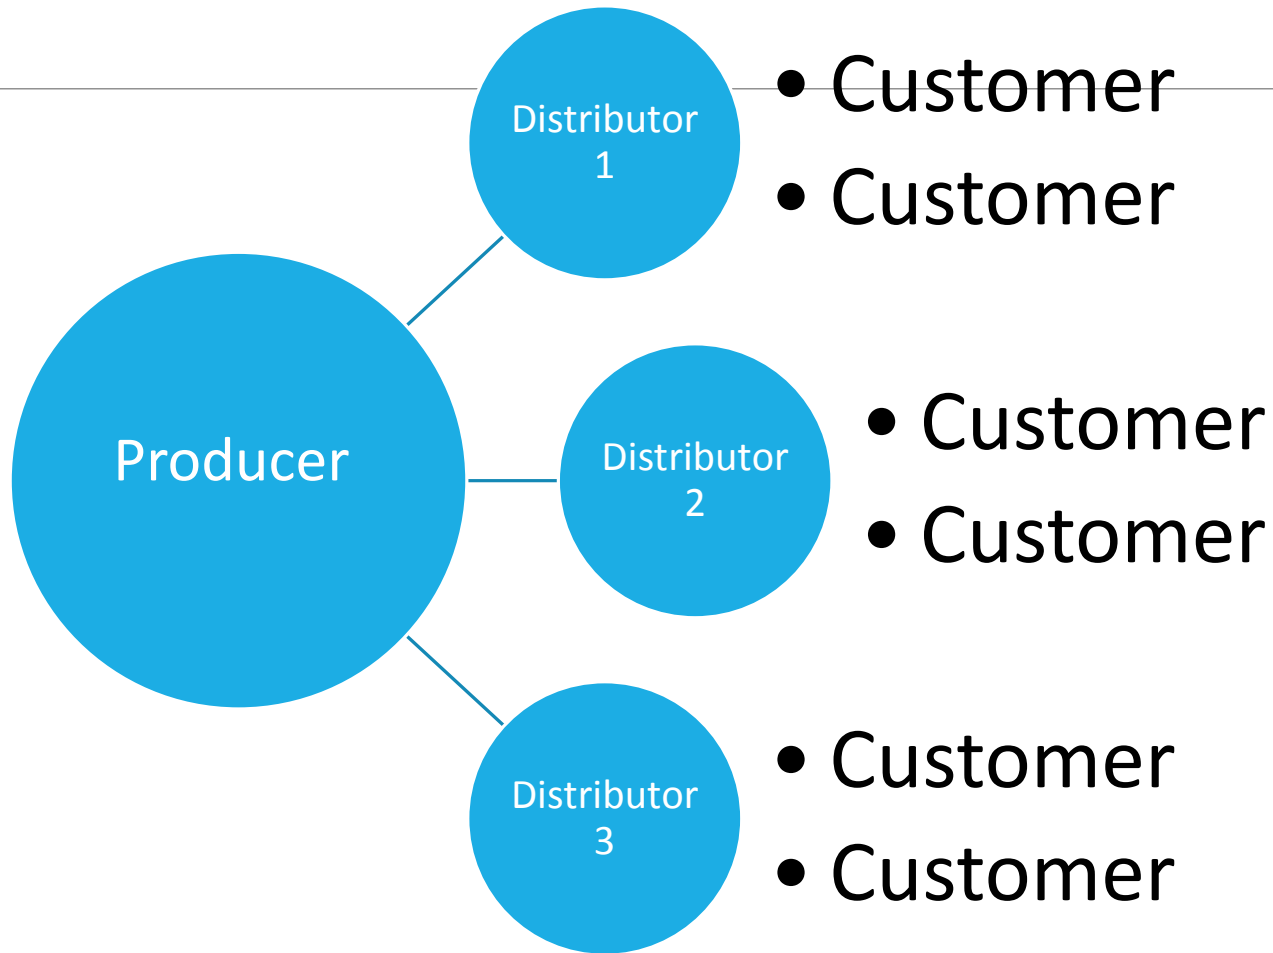 Producer
Distributor
1
• Customer
• Customer
Distributor
2
• Customer
• Customer
Distributor
3
• Customer
• Customer